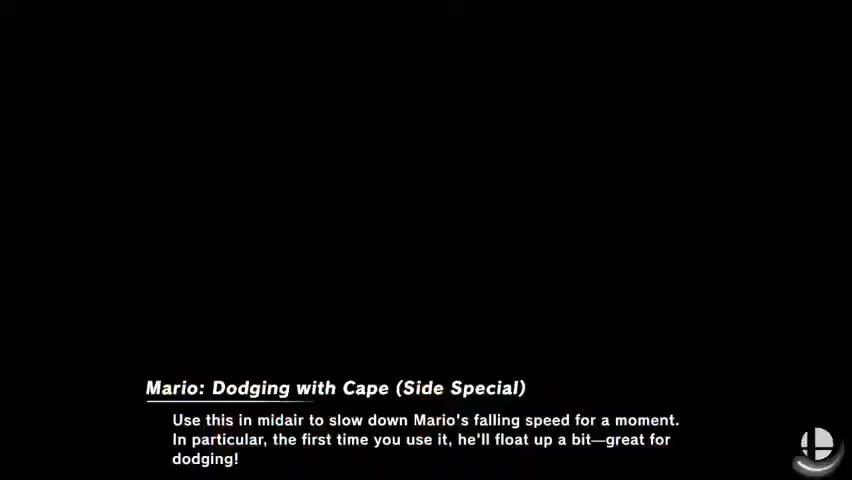 Mario: Dodging with Cape (Side Special)
Use this in midair to slow down Mario's falling speed for a moment.
In particular, the first time you use it, he'll float up a bit—great for
dodging!